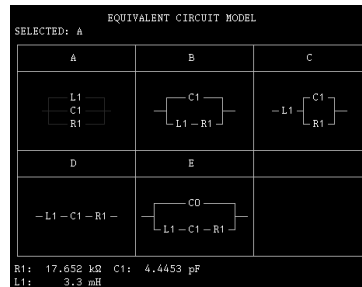 EQUIVALENT CIRCUIT MODEL
SELECTED: A
A B C
L1
C1
R1
C1
L1 - R1
L1
C1
R1
D E
L1 - C1 - R1
C0
L1 - C1 - R1
R1: 17.652 kΩ C1: 4.4453 pF
L1: 3.3 mH